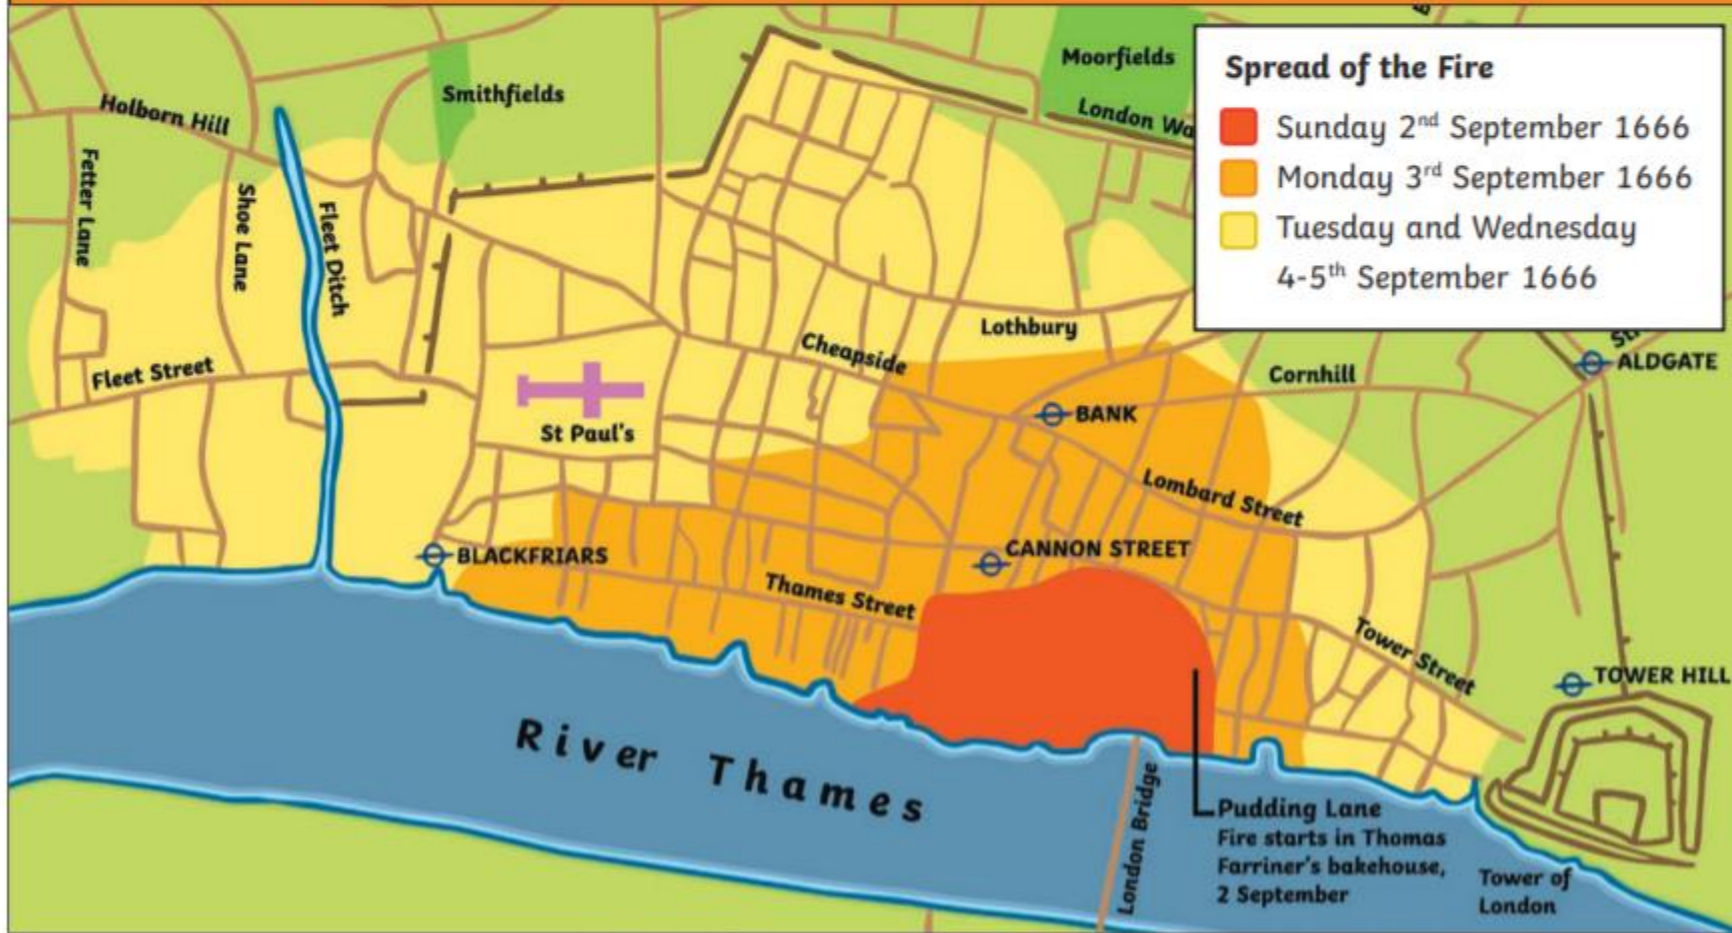 Moorfields
Smithfields
London Wa
Holborn Hill
Fetter Lane
Shoe Lane
Fleet Ditch
Spread of the Fire
Sunday 2nd September 1666
Monday 3rd September 1666
Tuesday and Wednesday
4-5th September 1666
Lothbury
Cheapside
Cornhill
ALDGATE
Fleet Street
BANK
St Paul's
Lombard Street
BLACKFRIARS
CANNON STREET
Thames Street
Tower Street
TOWER HILL
River Thames
London Bridge
Pudding Lane
Fire starts in Thomas
Farriner's bakehouse,
2 September
Tower of
London